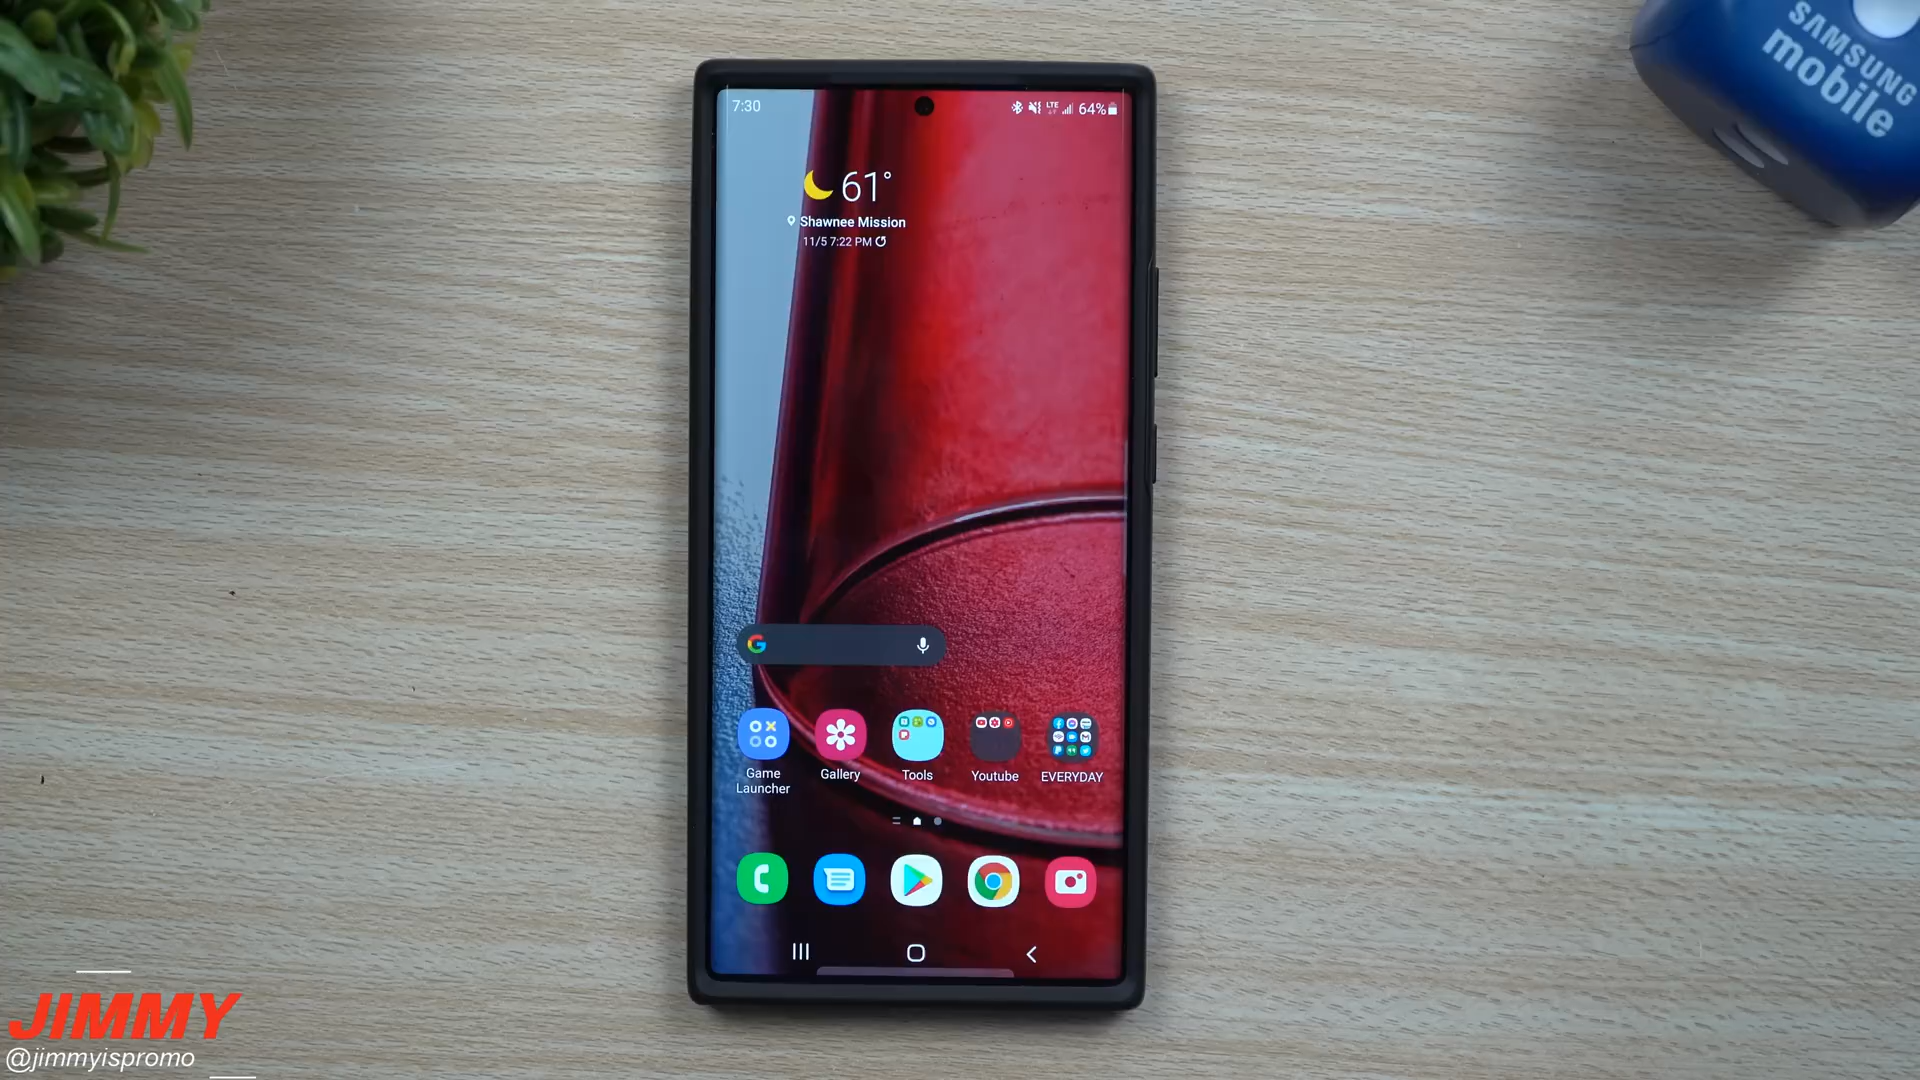 SAMSUNG
mobile
7:30
LTE
64%
61°
Shawnee Mission
11/5 7:22 PM
Game
Launcher
Gallery
Tools
Youtube
EVERYDAY
JIMMY
@jimmyispromo